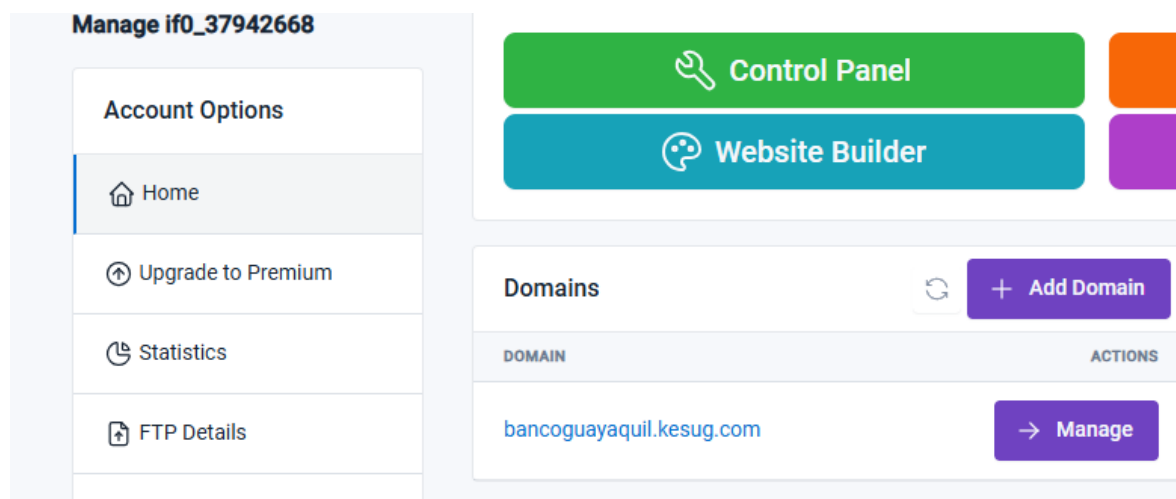 Manage if0_37942668
Account Options
Home
Upgrade to Premium
Statistics
FTP Details
Control Panel
Website Builder
Domains
Add Domain
DOMAIN ACTIONS
bancoguayaquil.kesug.com
Manage